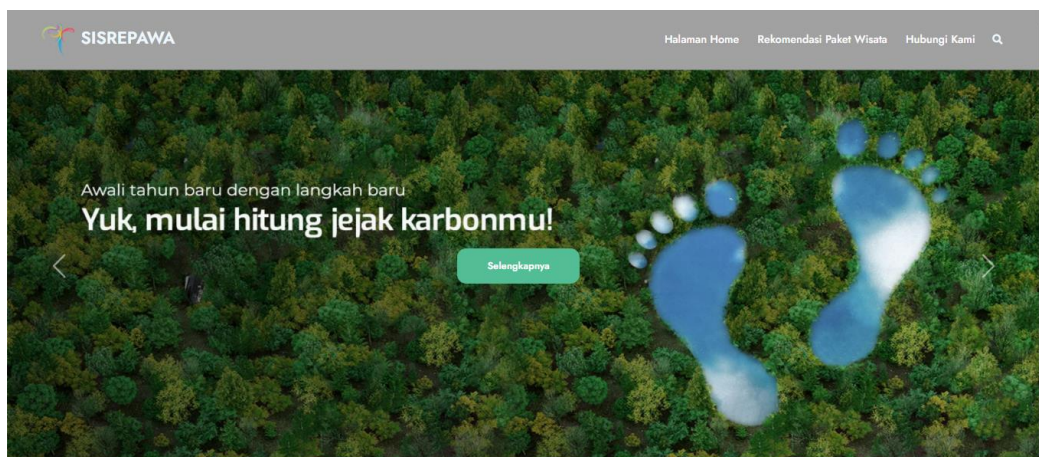 SISREPAWA
Halaman Home Rekomendasi Paket Wisata Hubungi Kami
Awali tahun baru dengan langkah baru
Yuk, mulai hitung jejak karbonmu!
Selengkapnya